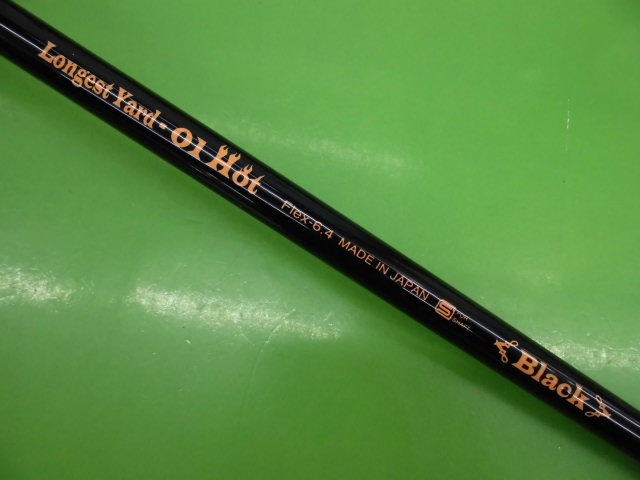 Longest Yard-01 Hot
Flex-6.4 MADE IN JAPAN
S
Black